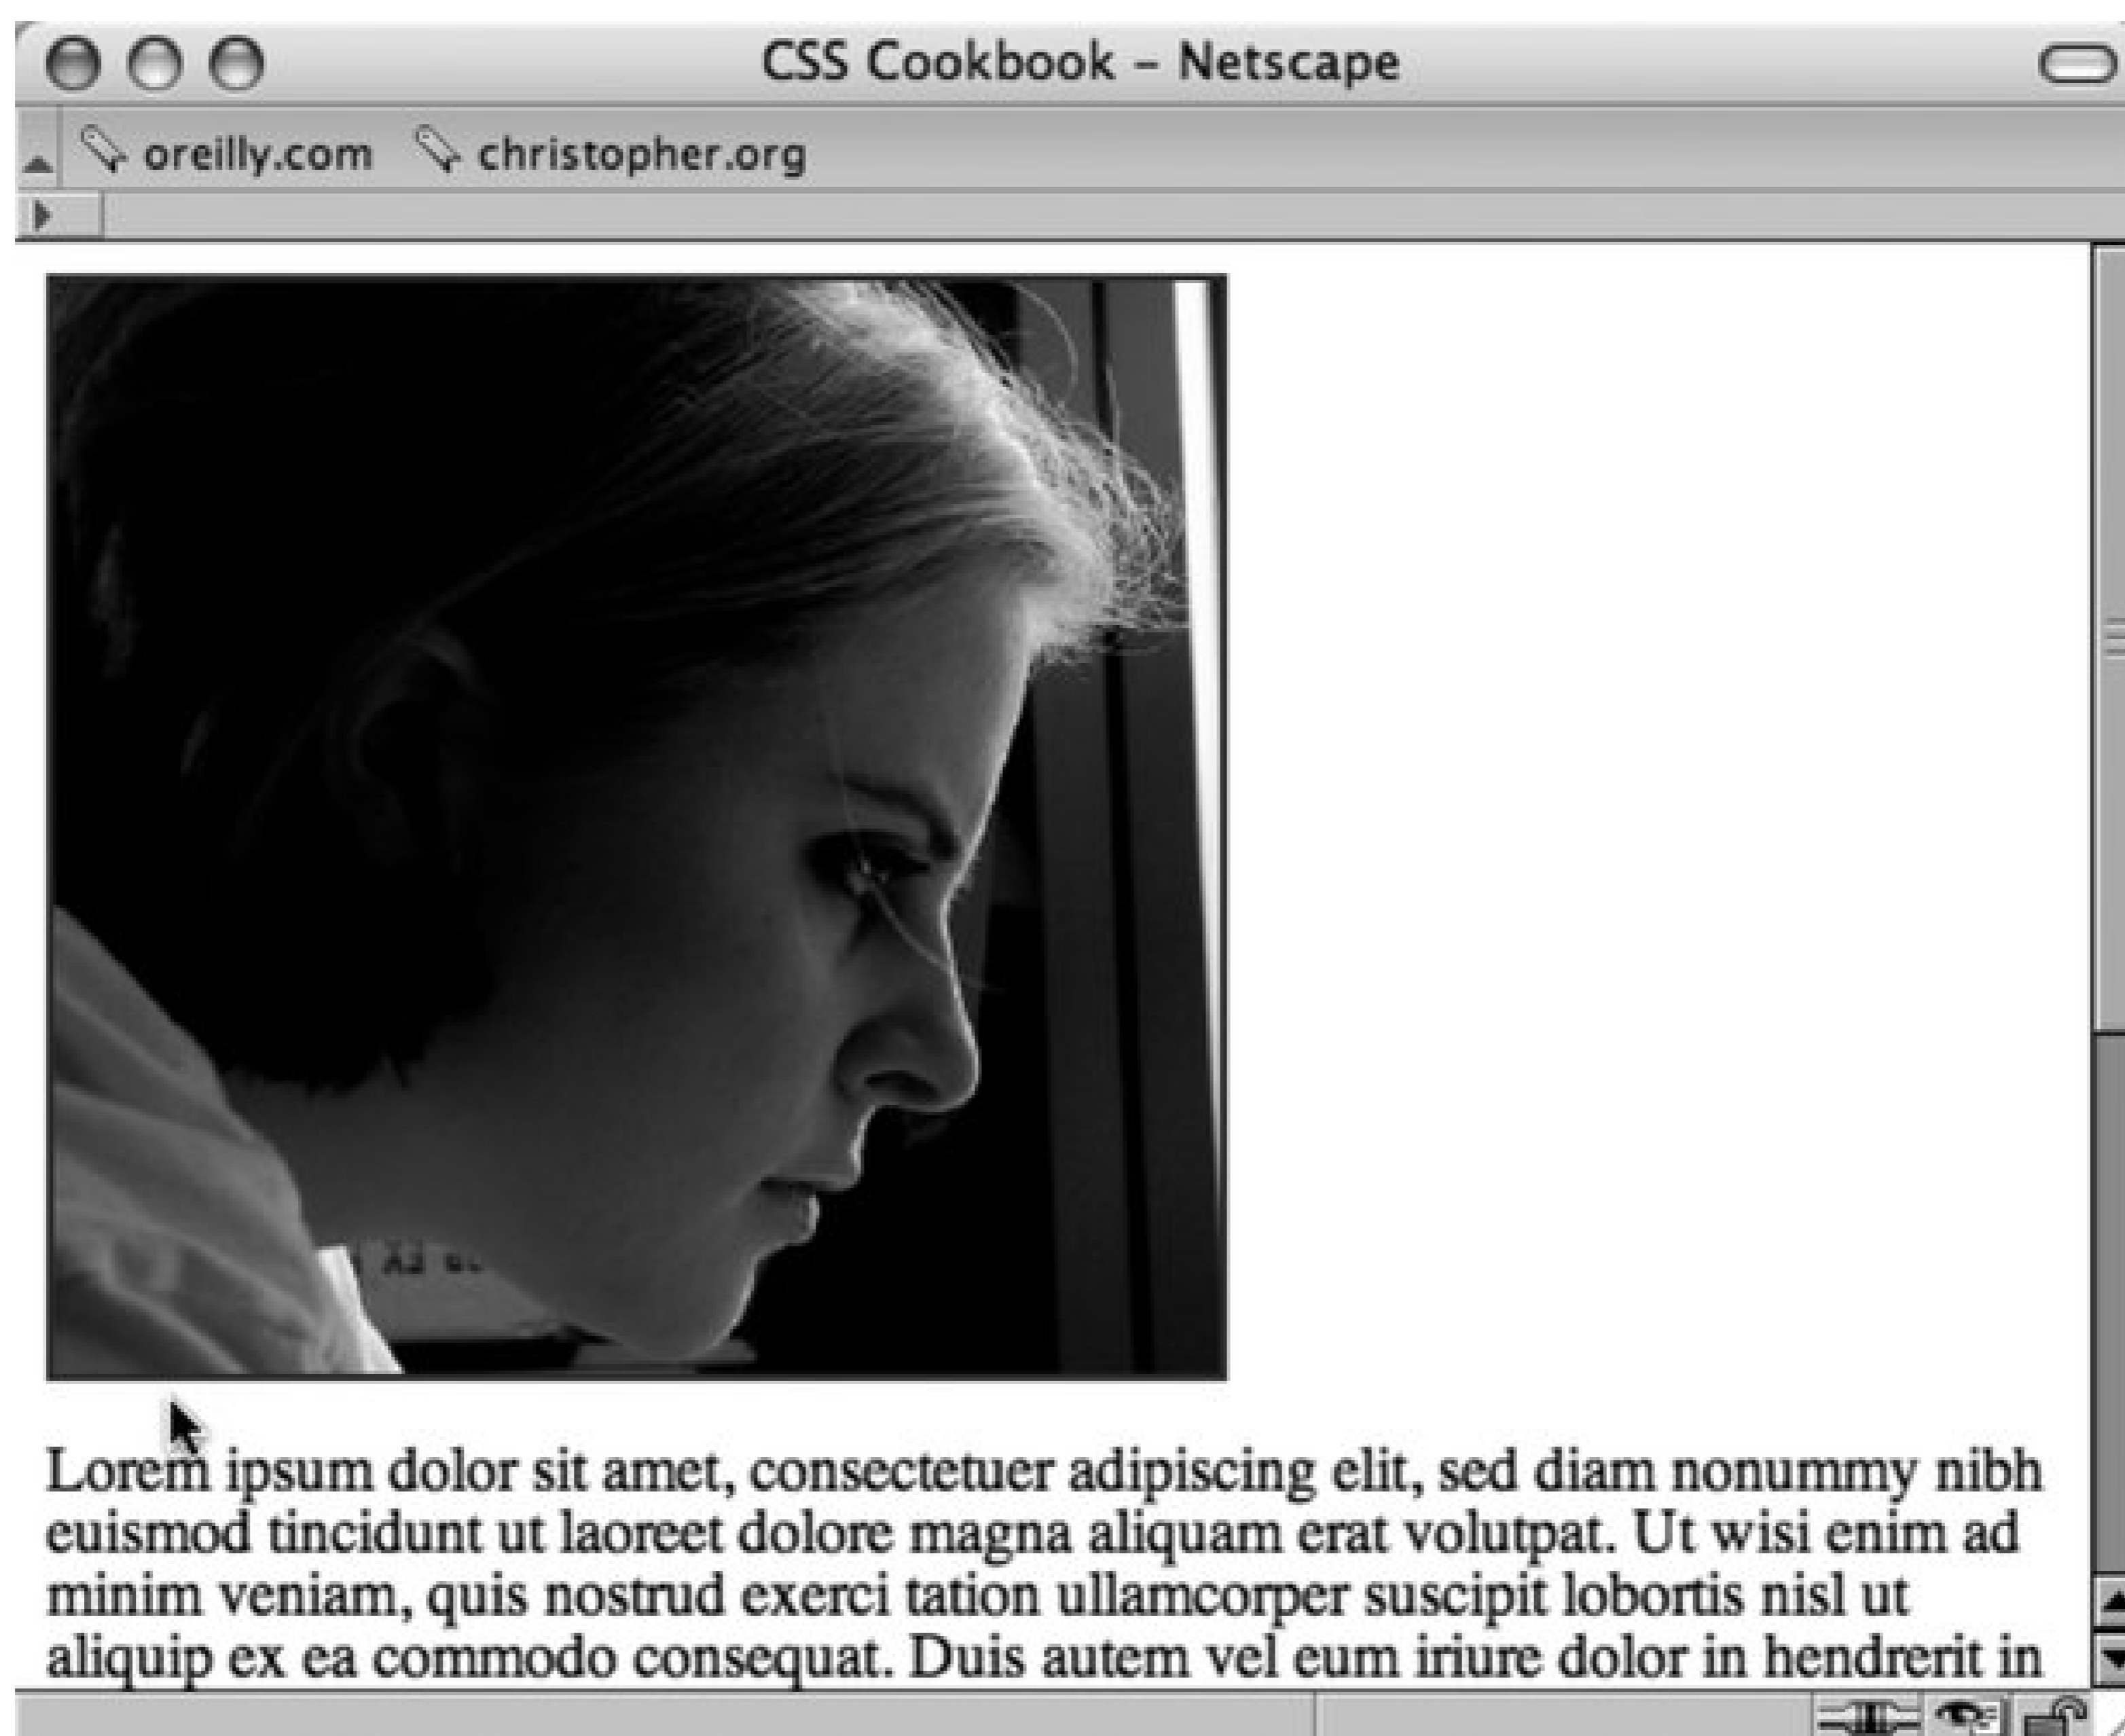 CSS Cookbook – Netscape
oreilly.com christopher.org
Lorem ipsum dolor sit amet, consectetuer adipiscing elit, sed diam nonummy nibh
euismod tincidunt ut laoreet dolore magna aliquam erat volutpat. Ut wisi enim ad
minim veniam, quis nostrud exerci tation ullamcorper suscipit lobortis nisl ut
aliquip ex ea commodo consequat. Duis autem vel eum iriure dolor in hendrerit in